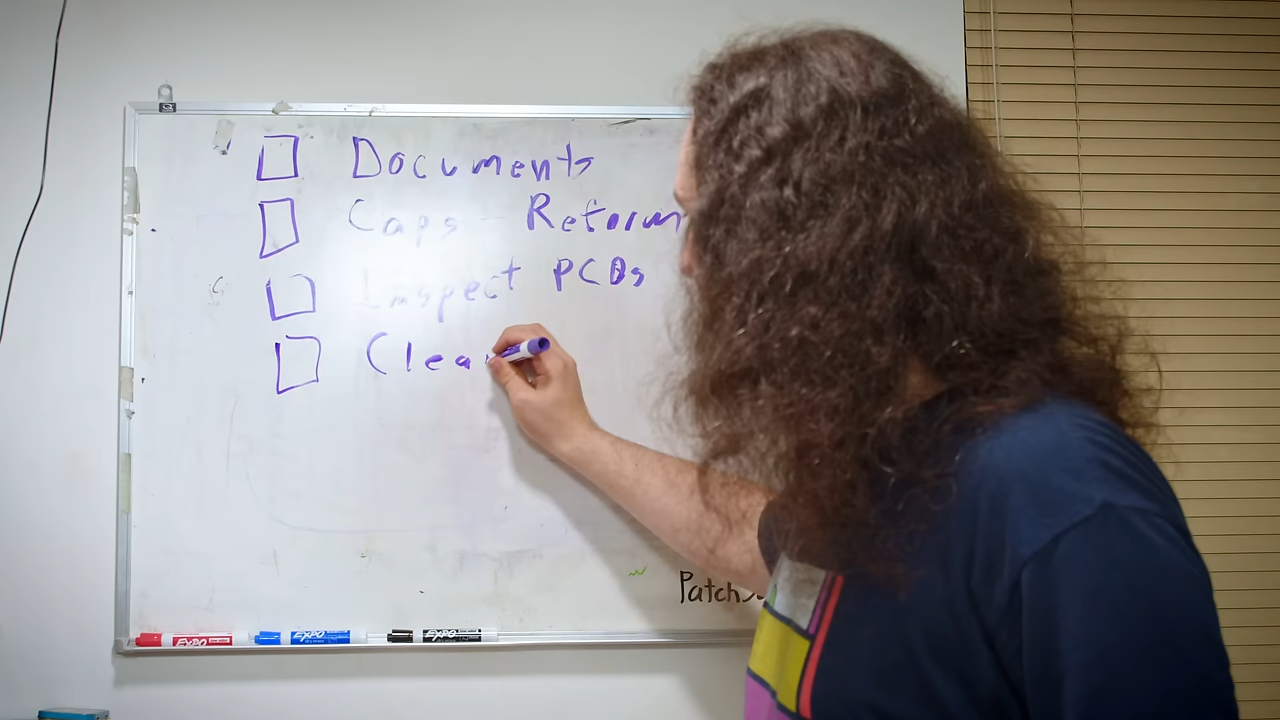 Documents
Caps - Reform
Inspect PCBs
Clea
Patch
EXPO EXPO EXPO